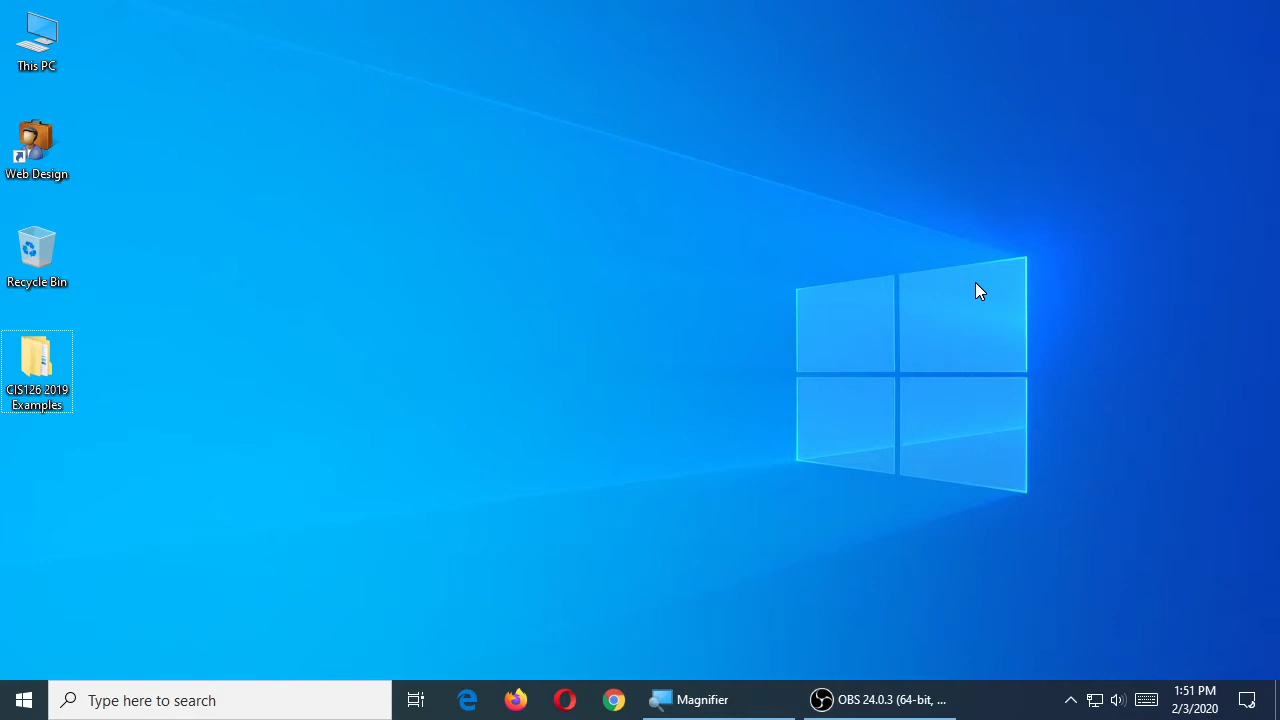 This PC
Web Design
Recycle Bin
CIS126 2019
Examples
Type here to search
Magnifier
OBS 24.0.3 (64-bit, ...
1:51 PM
2/3/2020